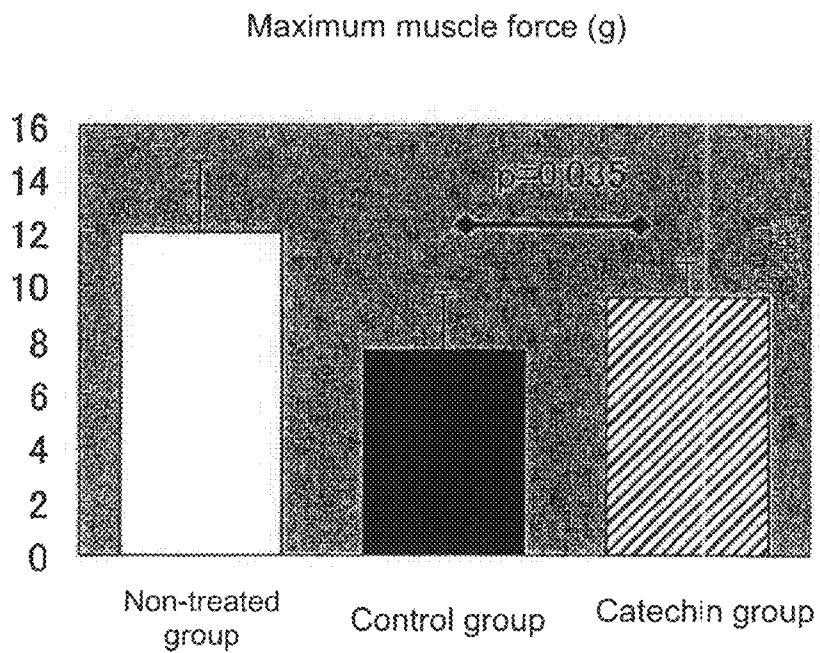 Maximum muscle force (g)
16
14
p=0.035
12
10
8
6
4
2
0
Non-treated
group
Control group
Catechin group